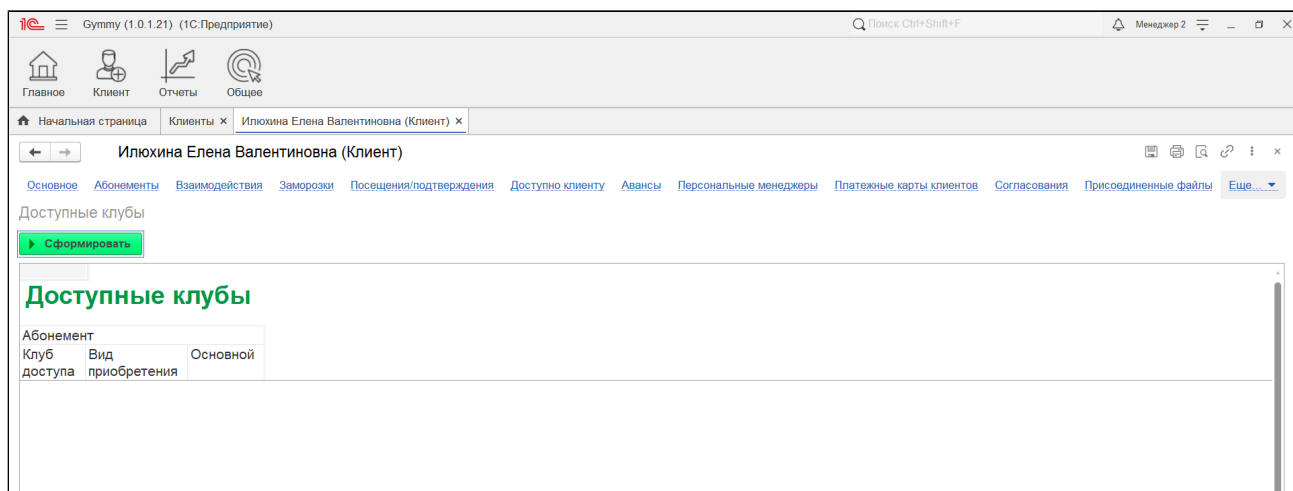 Gymmy (1.0.1.21) (1С:Предприятие) Поиск Ctrl+Shift+F Менеджер 2
Главное Клиент Отчеты Общее
Начальная страница Клиенты × Илюхина Елена Валентиновна (Клиент) ×
Илюхина Елена Валентиновна (Клиент)
Основное Абонементы Взаимодействия Заморозки Посещения/подтверждения Доступно клиенту Авансы Персональные менеджеры Платежные карты клиентов Согласования Присоединенные файлы Еще...
Доступные клубы
Сформировать
Доступные клубы
Абонемент
Клуб доступа Вид приобретения Основной